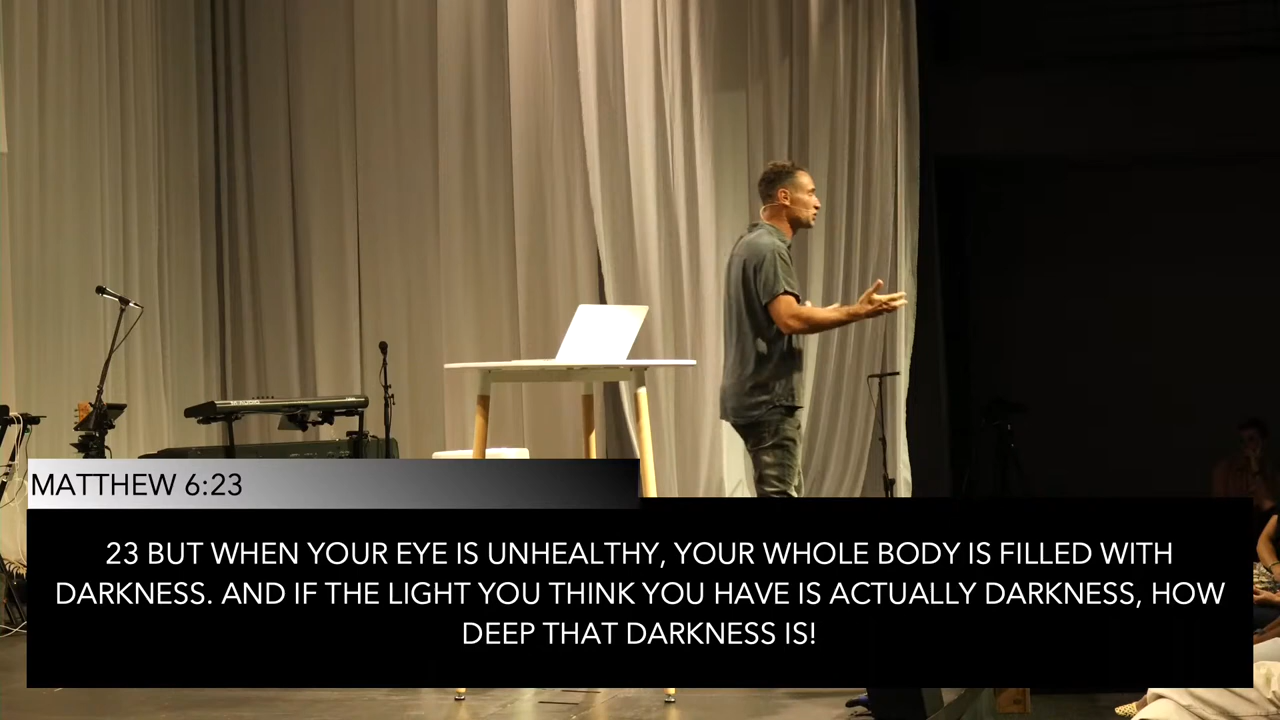 MATTHEW 6:23
23 BUT WHEN YOUR EYE IS UNHEALTHY, YOUR WHOLE BODY IS FILLED WITH
DARKNESS. AND IF THE LIGHT YOU THINK YOU HAVE IS ACTUALLY DARKNESS, HOW
DEEP THAT DARKNESS IS!